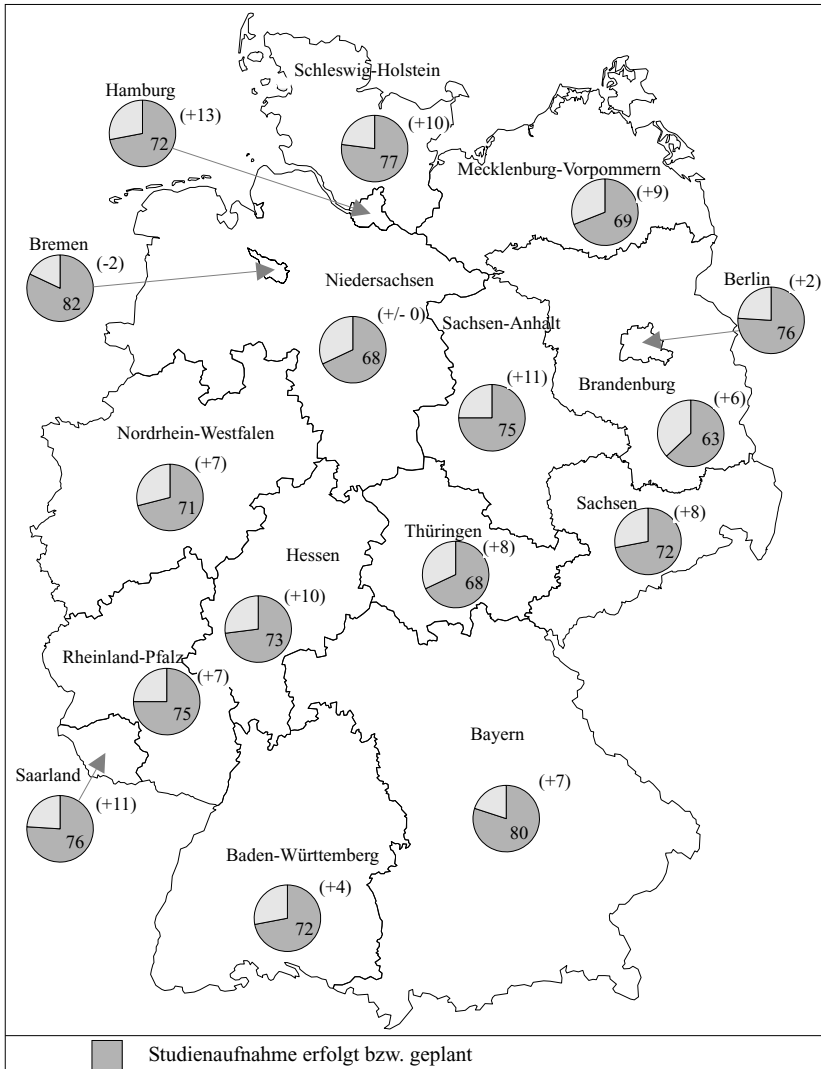 Schleswig-Holstein
(+10)
77
Hamburg
(+13)
72
Mecklenburg-Vorpommern
(+9)
69
Bremen
(-2)
82
Niedersachsen
(+/- 0)
68
Berlin
(+2)
76
Sachsen-Anhalt
(+11)
75
Brandenburg
(+6)
63
Nordrhein-Westfalen
(+7)
71
Sachsen
(+8)
72
Thüringen
(+8)
68
Hessen
(+10)
73
Rheinland-Pfalz
(+7)
75
Saarland
(+11)
76
Bayern
(+7)
80
Baden-Württemberg
(+4)
72
Studienaufnahme erfolgt bzw. geplant